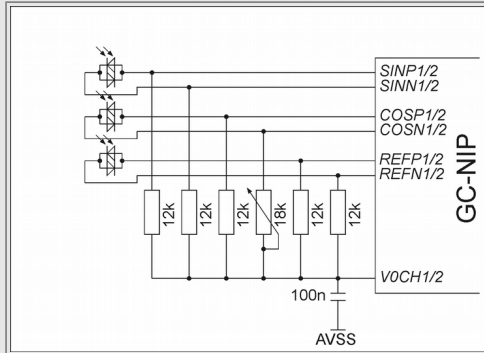 SINP1/2
SINN1/2
COSP1/2
COSN1/2
REFP1/2
REFN1/2
GC-NIP
12k
12k
12k
18k
12k
12k
V0CH1/2
100n
AVSS